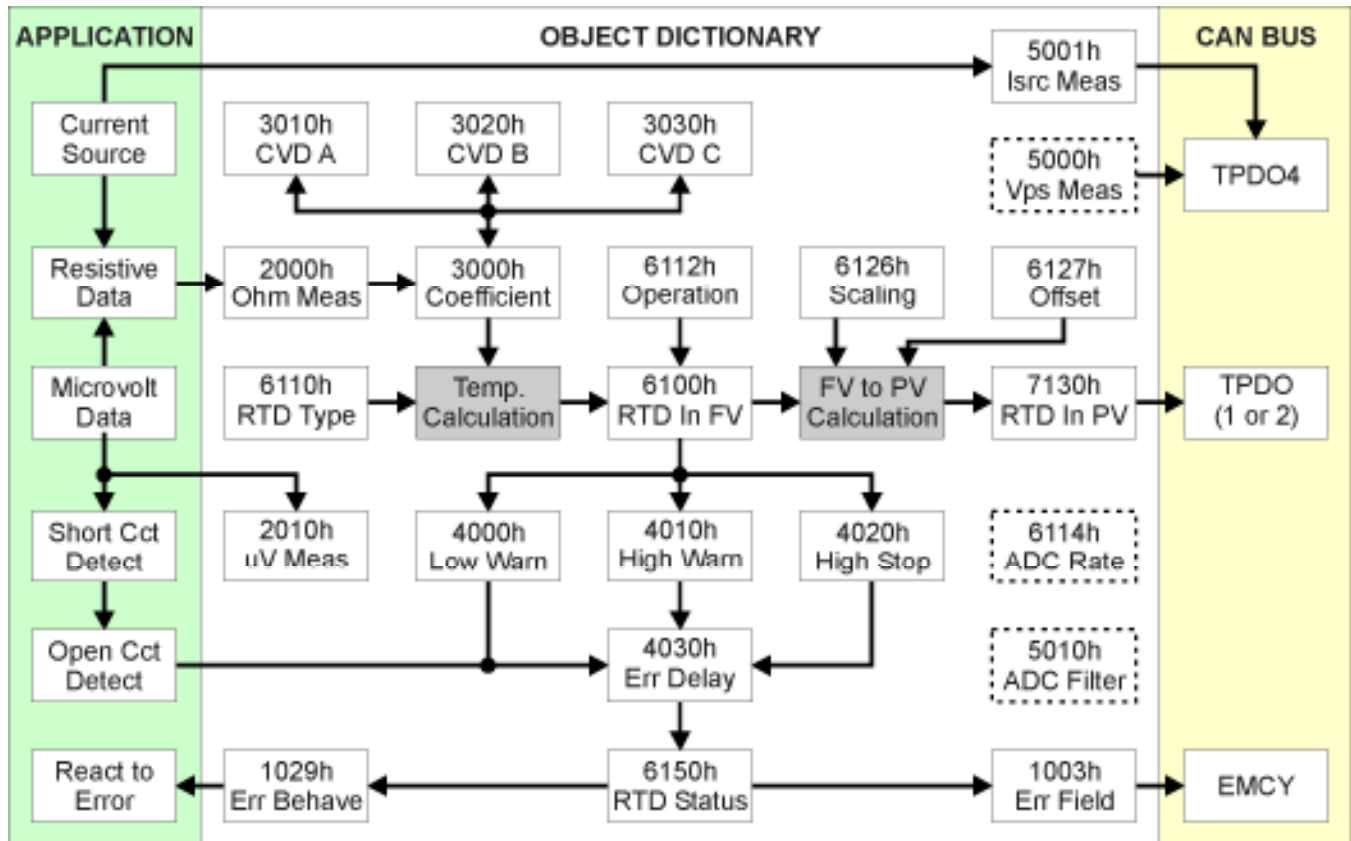 APPLICATION
OBJECT DICTIONARY
CAN BUS
5001h
Isrc Meas
Current
Source
3010h
CVD A
3020h
CVD B
3030h
CVD C
5000h
Vps Meas
TPDO4
Resistive
Data
2000h
Ohm Meas
3000h
Coefficient
6112h
Operation
6126h
Scaling
6127h
Offset
Microvolt
Data
6110h
RTD Type
Temp.
Calculation
6100h
RTD In FV
FV to PV
Calculation
7130h
RTD In PV
TPDO
(1 or 2)
Short Cct
Detect
2010h
uV Meas
4000h
Low Warn
4010h
High Warn
4020h
High Stop
6114h
ADC Rate
Open Cct
Detect
4030h
Err Delay
5010h
ADC Filter
React to
Error
1029h
Err Behave
6150h
RTD Status
1003h
Err Field
EMCY